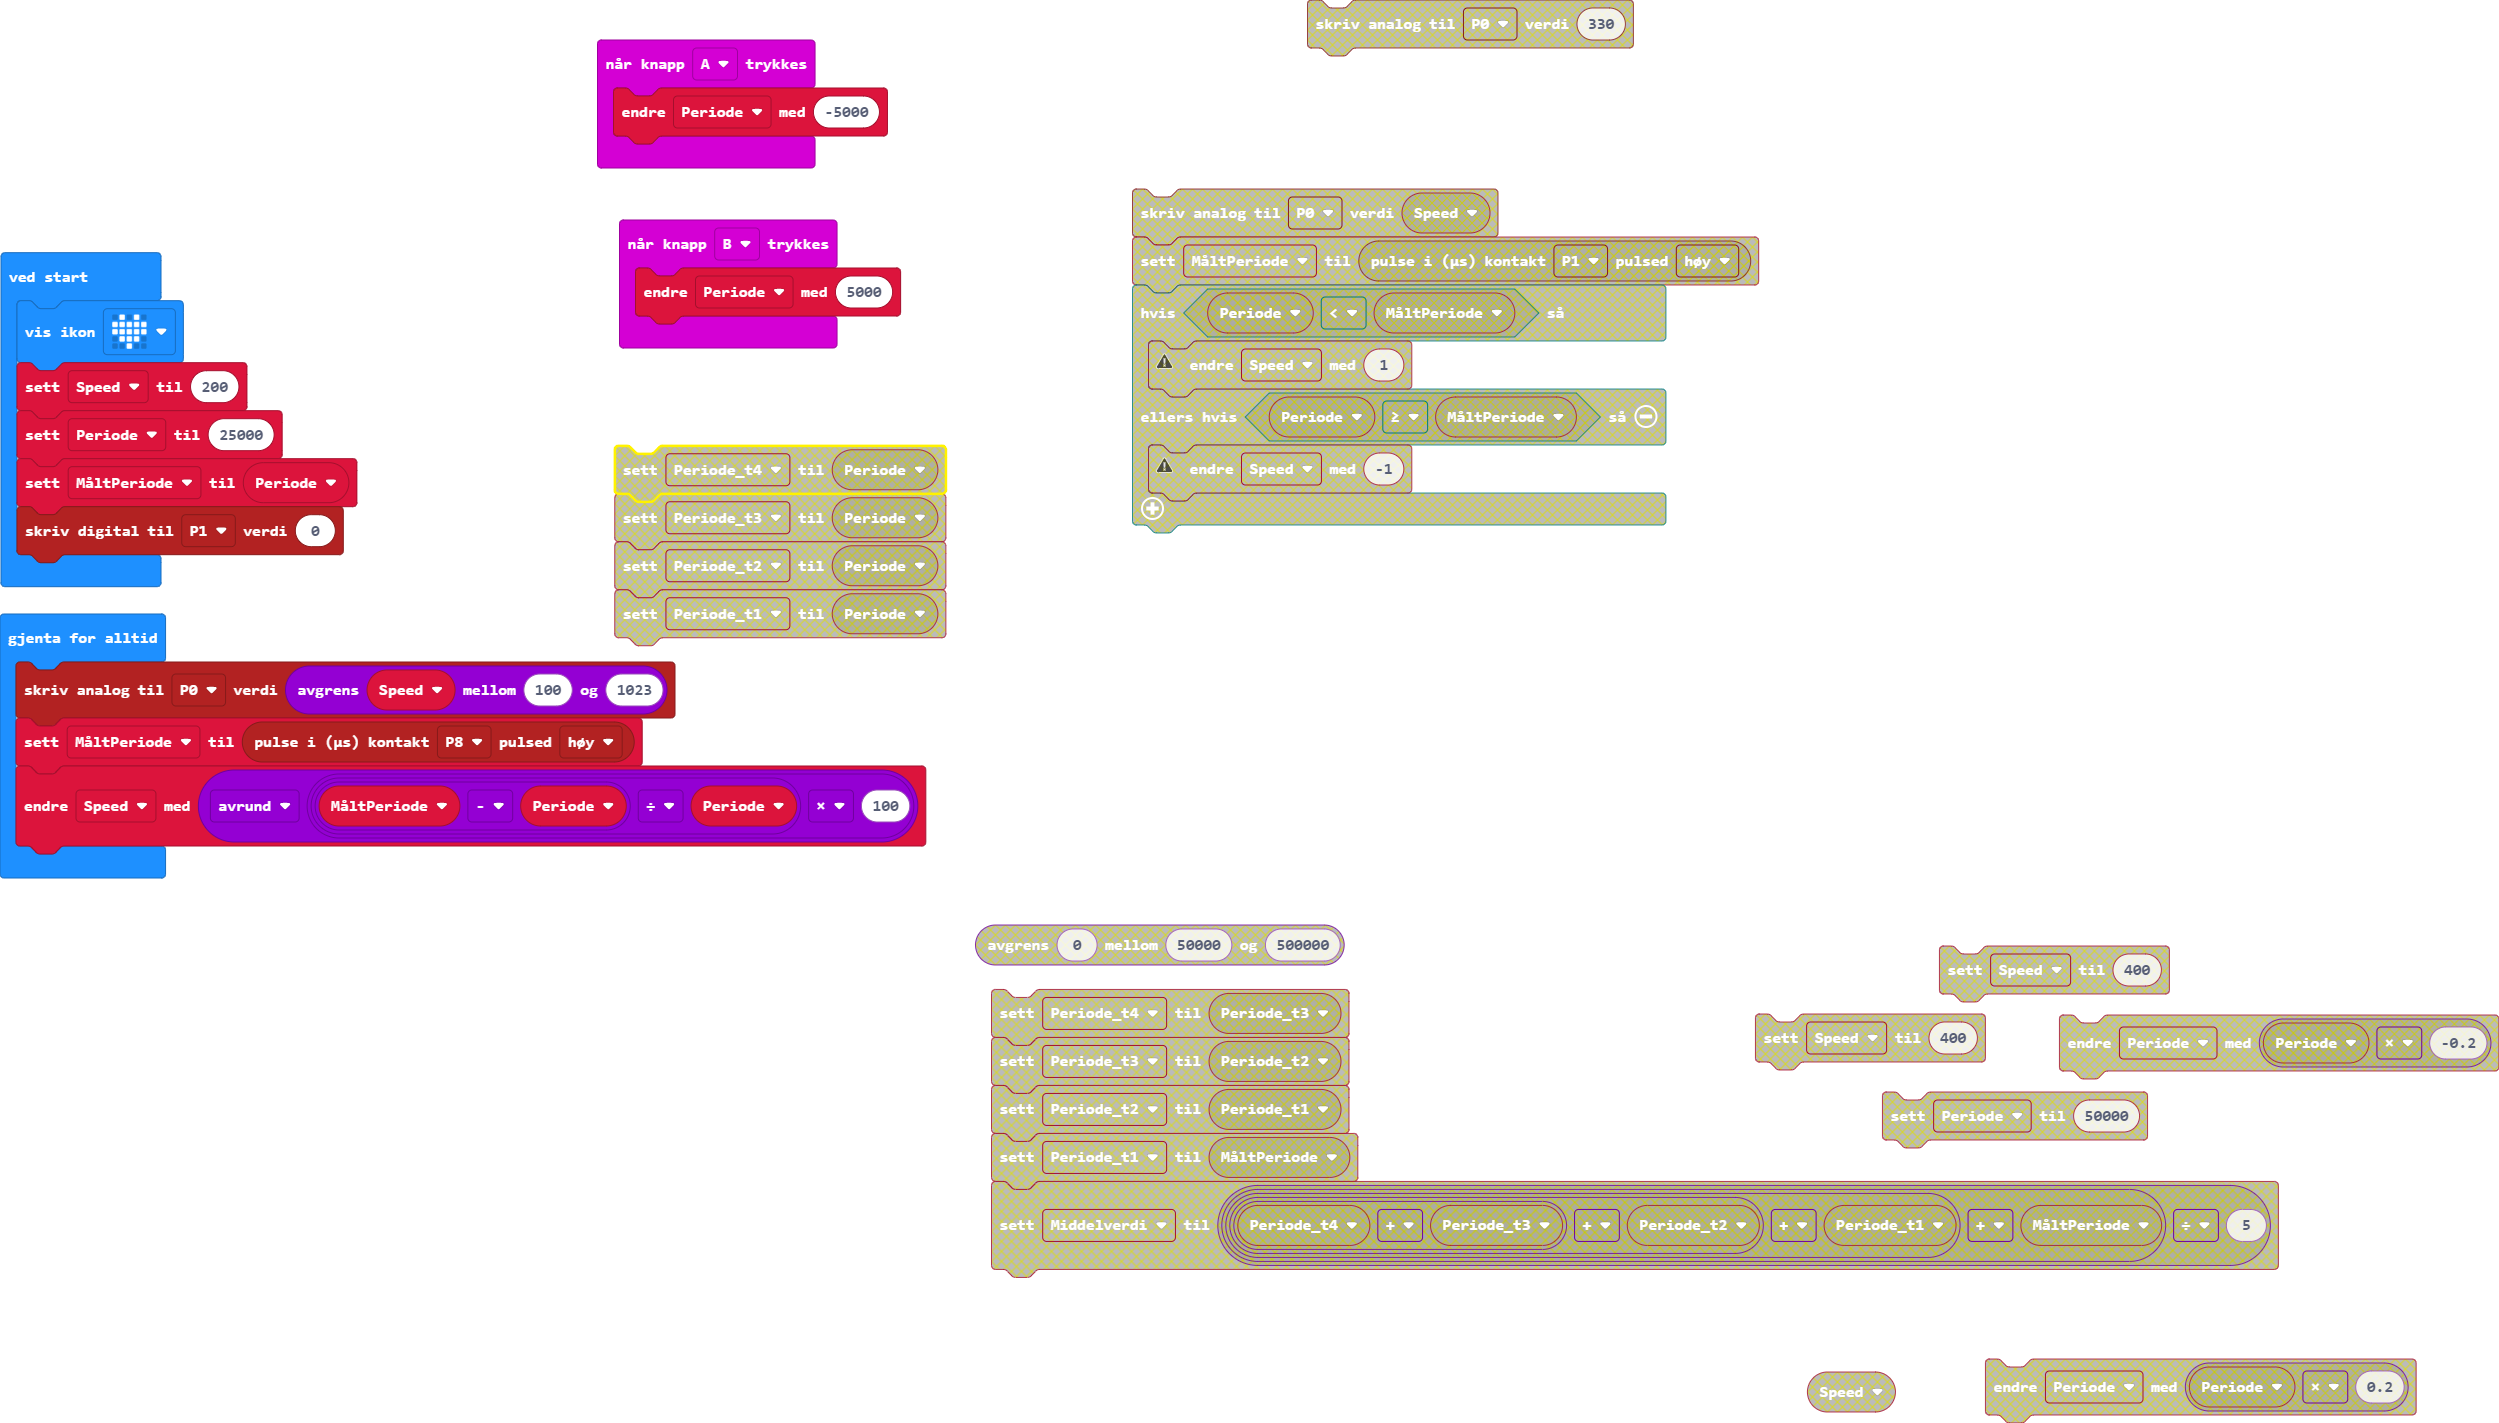 skriv analog til P0 verdi 330
når knapp A trykkes
endre Periode med -5000
når knapp B trykkes
endre Periode med 5000
ved start
vis ikon
sett Speed til 200
sett Periode til 25000
sett MåltPeriode til Periode
skriv digital til P1 verdi 0
skriv analog til P0 verdi Speed
sett MåltPeriode til pulse i (µs) kontakt P1 pulsed høy
hvis Periode < MåltPeriode så
endre Speed med 1
ellers hvis Periode ≥ MåltPeriode så
endre Speed med -1
sett Periode_t4 til Periode
sett Periode_t3 til Periode
sett Periode_t2 til Periode
sett Periode_t1 til Periode
gjenta for alltid
skriv analog til P0 verdi avgrens Speed mellom 100 og 1023
sett MåltPeriode til pulse i (µs) kontakt P8 pulsed høy
endre Speed med avrund MåltPeriode - Periode ÷ Periode × 100
avgrens 0 mellom 50000 og 500000
sett Periode_t4 til Periode_t3
sett Periode_t3 til Periode_t2
sett Periode_t2 til Periode_t1
sett Periode_t1 til MåltPeriode
sett Middelverdi til Periode_t4 + Periode_t3 + Periode_t2 + Periode_t1 + MåltPeriode ÷ 5
sett Speed til 400
sett Speed til 400
endre Periode med Periode × -0.2
sett Periode til 50000
Speed
endre Periode med Periode × 0.2